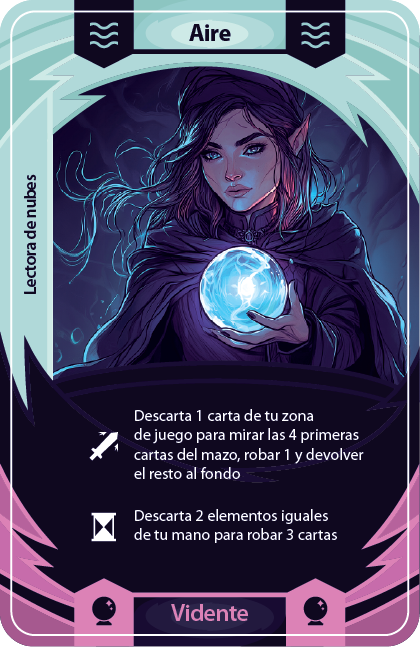 Aire
Lectora de nubes
Descarta 1 carta de tu zona
de juego para mirar las 4 primeras
cartas del mazo, robar 1 y devolver
el resto al fondo
Descarta 2 elementos iguales
de tu mano para robar 3 cartas
Vidente